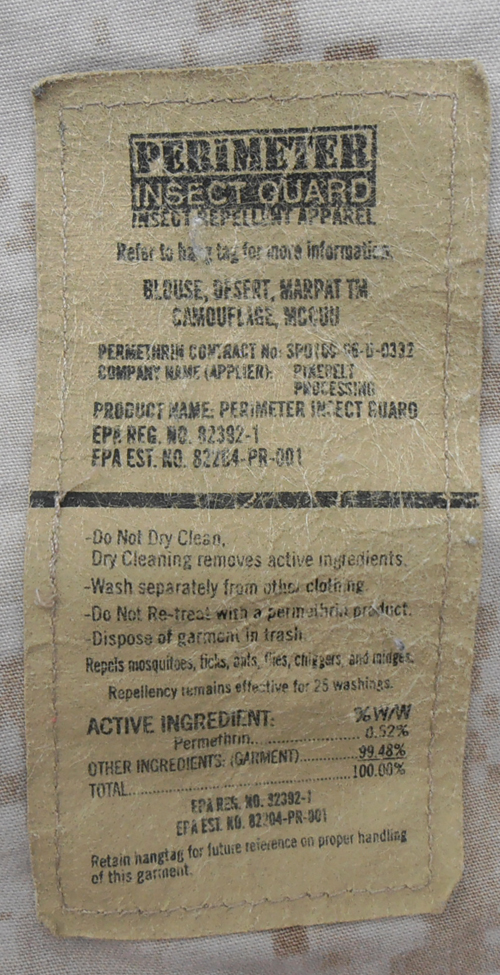 PERIMETER
INSECT GUARD
INSECT REPELLENT APPAREL
Refer to hang tag for more information.
BLOUSE, DESERT, MARPAT TM
CAMOUFLAGE, MCCUU
PERMETHRIN CONTRACT No:
COMPANY NAME (APPLIER): PINEBELT
PROCESSING
PRODUCT NAME: PERIMETER INSECT GUARD
EPA REG. NO. 82392-1
EPA EST. NO. 82204-PR-001
-Do Not Dry Clean,
Dry Cleaning removes active ingredients.
-Wash separately from other clothing.
-Do Not Re-treat with a permethrin product.
-Dispose of garment in trash.
Repels mosquitoes, ticks, ants, flies, chiggers, and midges.
Repellency remains effective for 25 washings.
ACTIVE INGREDIENT: %W/W
Permethrin.................... 0.52%
OTHER INGREDIENTS: (GARMENT)........... 99.48%
TOTAL................................................... 100.00%
EPA REG. NO. 82392-1
EPA EST. NO. 82204-PR-001
Retain hangtag for future reference on proper handling
of this garment.